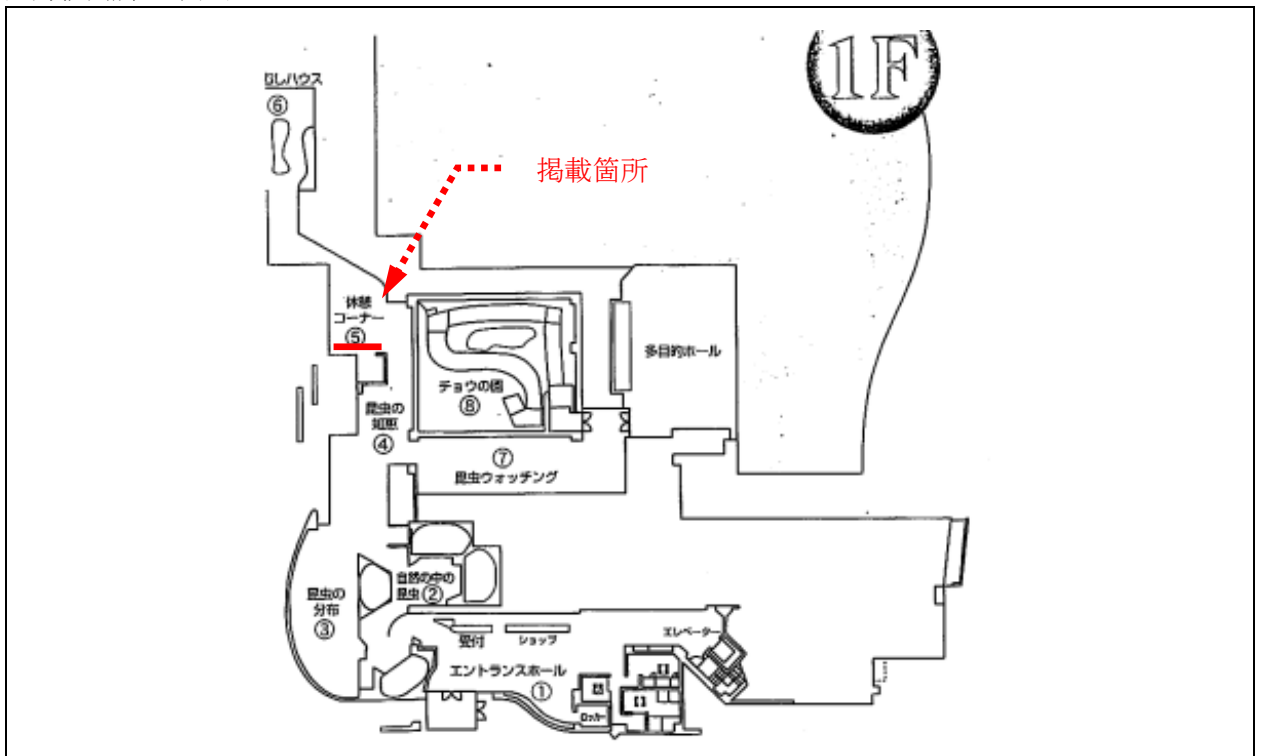 1F
しハウス
⑥
掲載箇所
休憩
コーナー
⑤
多目的ホール
チョウの園
⑧
昆虫の
知恵
④
⑦
昆虫ウォッチング
自然の中の
昆虫②
昆虫の
分布
③
受付
ショップ
エレベーター
エントランスホール
①
ロッカー